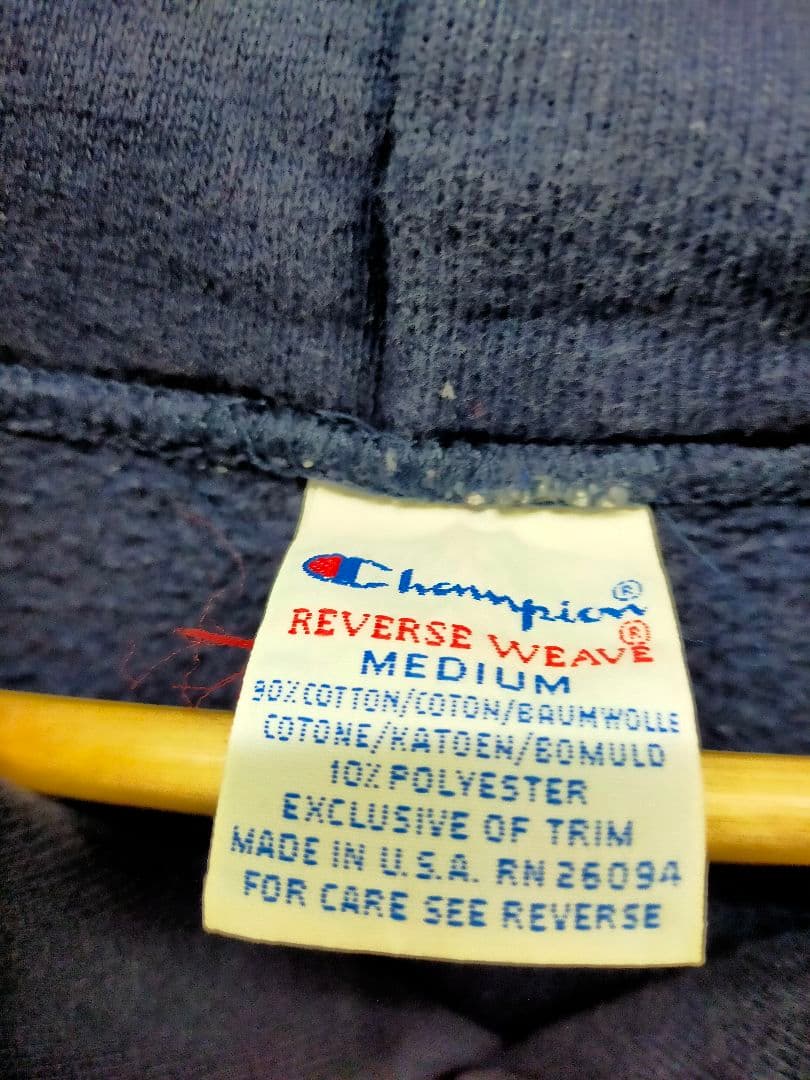 Champion®
REVERSE WEAVE®
MEDIUM
90% COTTON/COTON/BAUMWOLLE
COTONE/KATOEN/BOMULD
10% POLYESTER
EXCLUSIVE OF TRIM
MADE IN U.S.A. RN 26094
FOR CARE SEE REVERSE